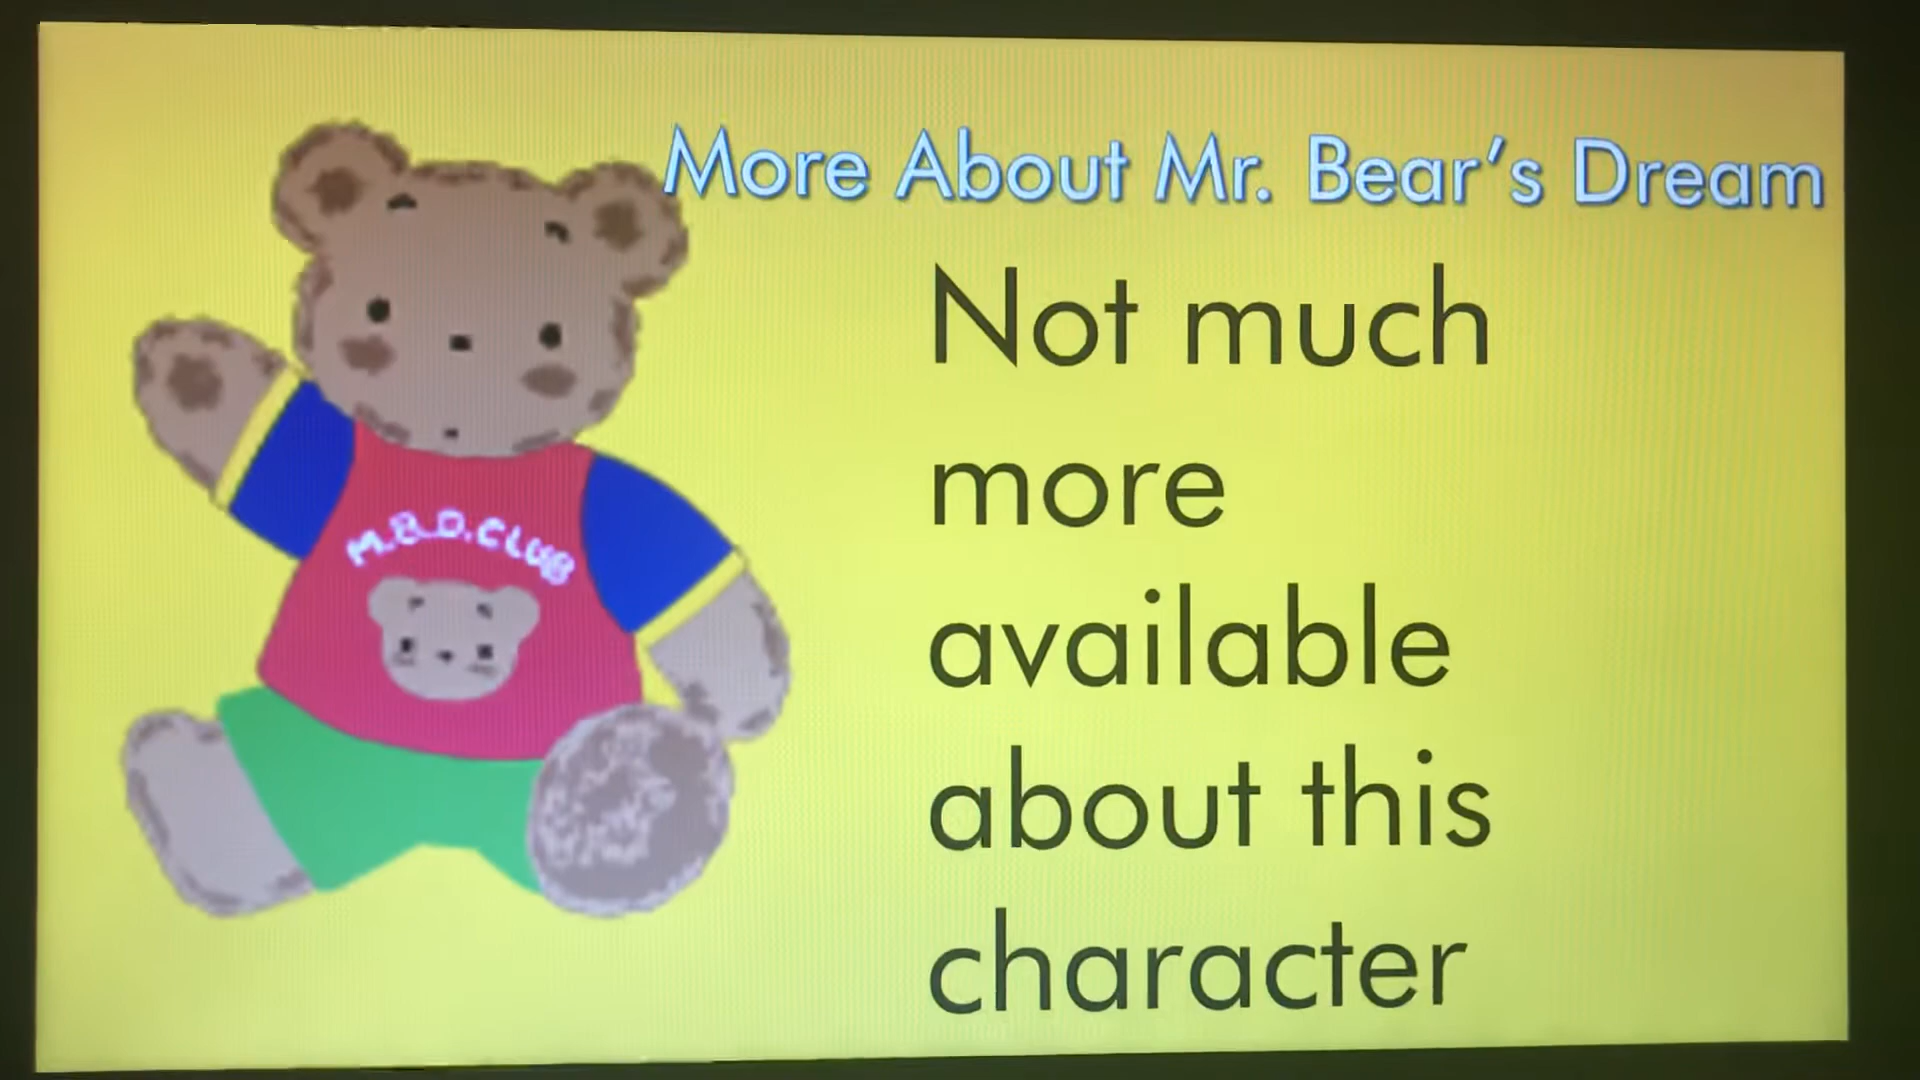 More About Mr. Bear's Dream
Not much
more
available
about this
character
M.B.D.CLUB